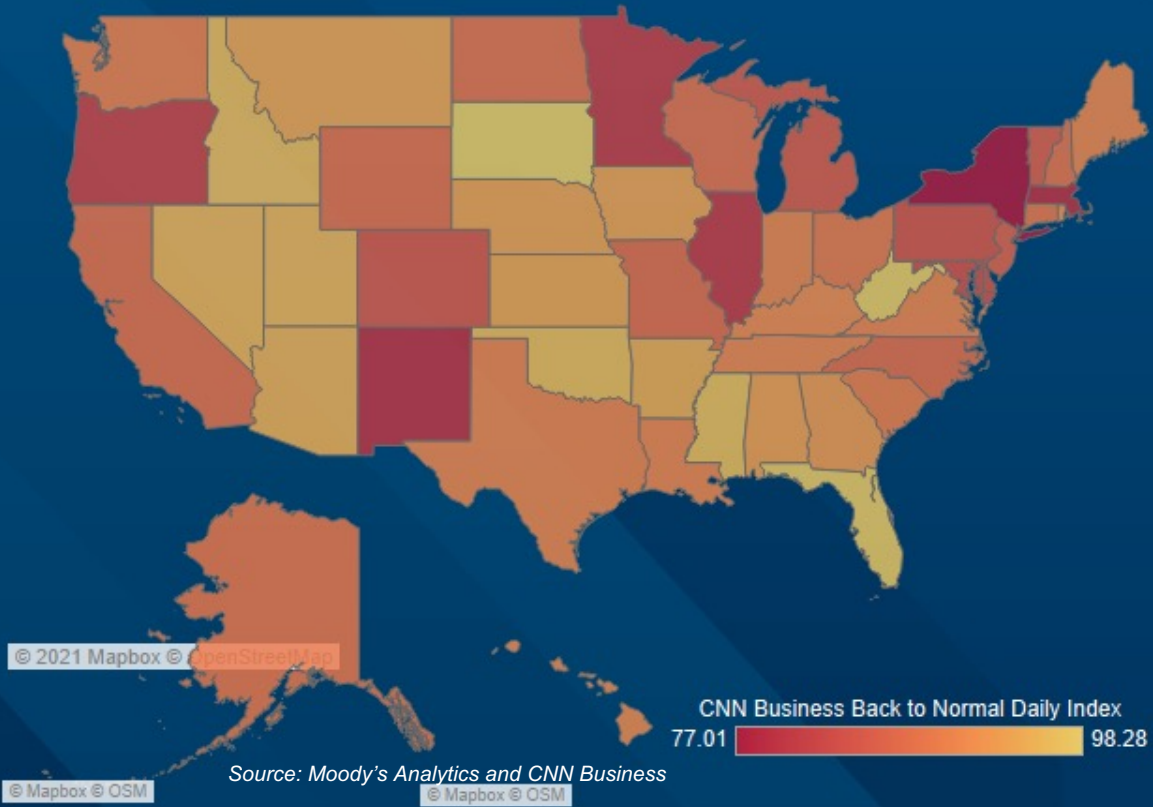 © 2021 Mapbox © OpenStreetMap
CNN Business Back to Normal Daily Index
77.01 98.28
Source: Moody's Analytics and CNN Business
© Mapbox © OSM
© Mapbox © OSM